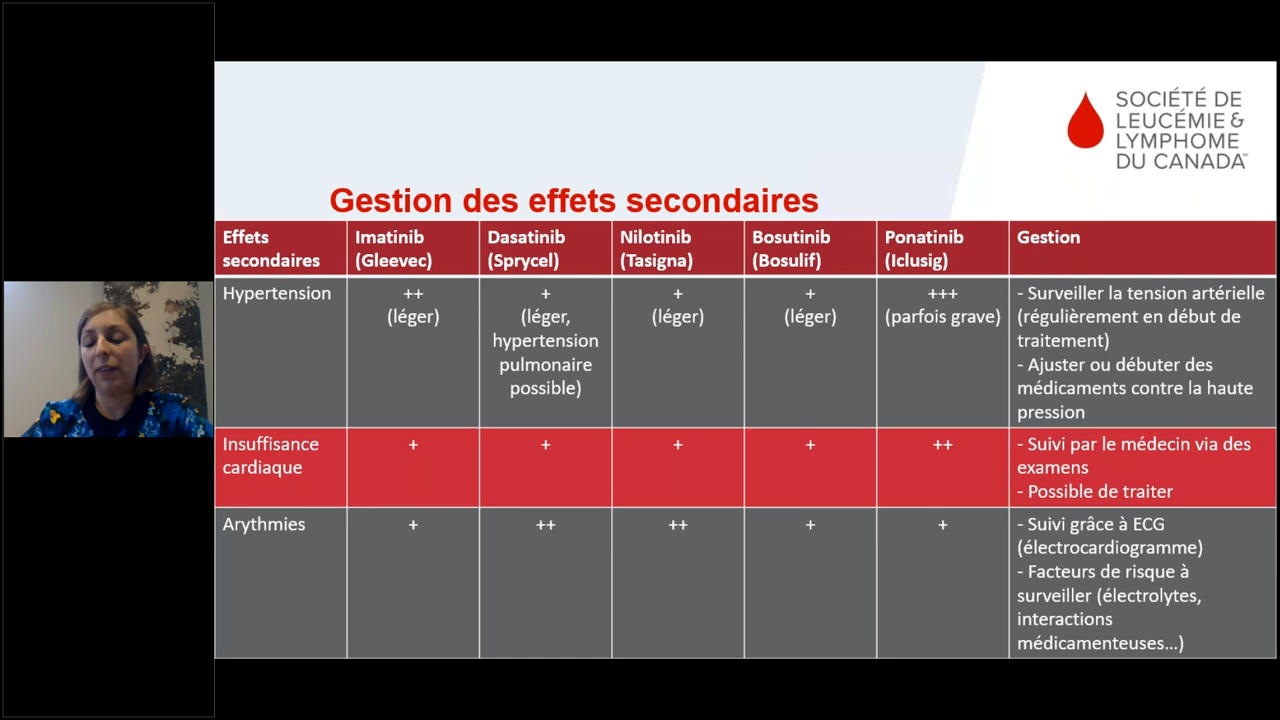 SOCIÉTÉ DE
LEUCÉMIE &
LYMPHOME
DU CANADA
Gestion des effets secondaires
Effets
secondaires
Imatinib
(Gleevec)
Dasatinib
(Sprycel)
Nilotinib
(Tasigna)
Bosutinib
(Bosulif)
Ponatinib
(Iclusig)
Gestion
Hypertension
++
(léger)
+
(léger,
hypertension
pulmonaire
possible)
+
(léger)
+
(léger)
+++
(parfois grave)
- Surveiller la tension artérielle
(régulièrement en début de
traitement)
- Ajuster ou débuter des
médicaments contre la haute
pression
Insuffisance
cardiaque
+
+
+
+
++
- Suivi par le médecin via des
examens
- Possible de traiter
Arythmies
+
++
++
+
+
- Suivi grâce à ECG
(électrocardiogramme)
- Facteurs de risque à
surveiller (électrolytes,
interactions
médicamenteuses…)